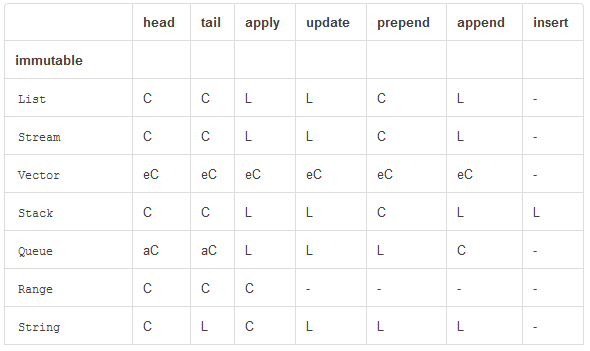 head tail apply update prepend append insert
immutable
List C C L L C L -
Stream C C L L C L -
Vector eC eC eC eC eC eC -
Stack C C L L C L L
Queue aC aC L L L C -
Range C C C - - - -
String C L C L L L -